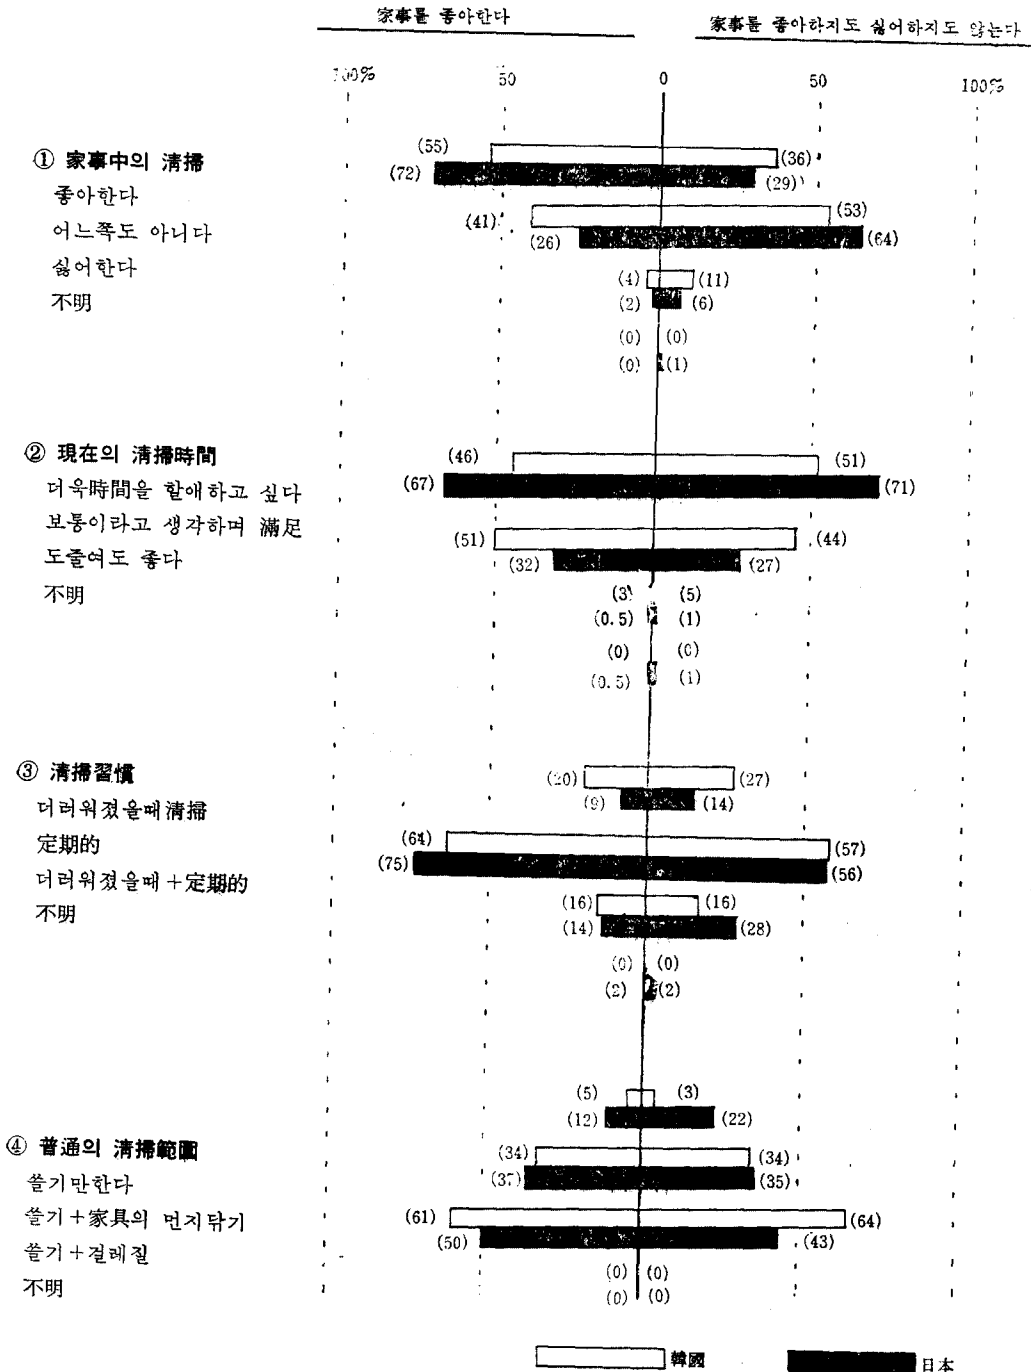 家事를 좋아한다
家事를 좋아하지도 싫어하지도 않는다
100% 50 0 50 100%
① 家事中의 清掃
좋아한다
어느쪽도 아니다
싫어한다
不明
(55) (36)
(72) (29)
(41) (53)
(26) (64)
(4) (11)
(2) (6)
(0) (0)
(0) (1)
② 現在의 清掃時間
더욱時間을 할애하고 싶다
보통이라고 생각하며 滿足
도줄여도 좋다
不明
(46) (51)
(67) (71)
(51) (44)
(32) (27)
(3) (5)
(0.5) (1)
(0) (0)
(0.5) (1)
③ 清掃習慣
더러워졌을때清掃
定期的
더러워졌을때+定期的
不明
(20) (27)
(9) (14)
(64) (57)
(75) (56)
(16) (16)
(14) (28)
(0) (0)
(2) (2)
④ 普通의 清掃範圍
쓸기만한다
쓸기+家具의 먼지닦기
쓸기+걸레질
不明
(5) (3)
(12) (22)
(34) (34)
(37) (35)
(61) (64)
(50) (43)
(0) (0)
(0) (0)
韓國 日本